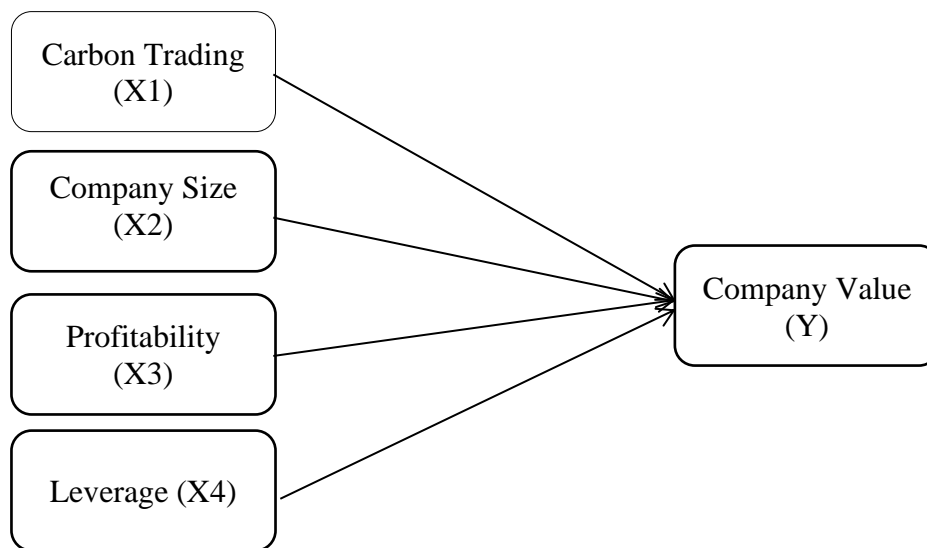 Carbon Trading
(X1)
Company Size
(X2)
Profitability
(X3)
Leverage (X4)
Company Value
(Y)